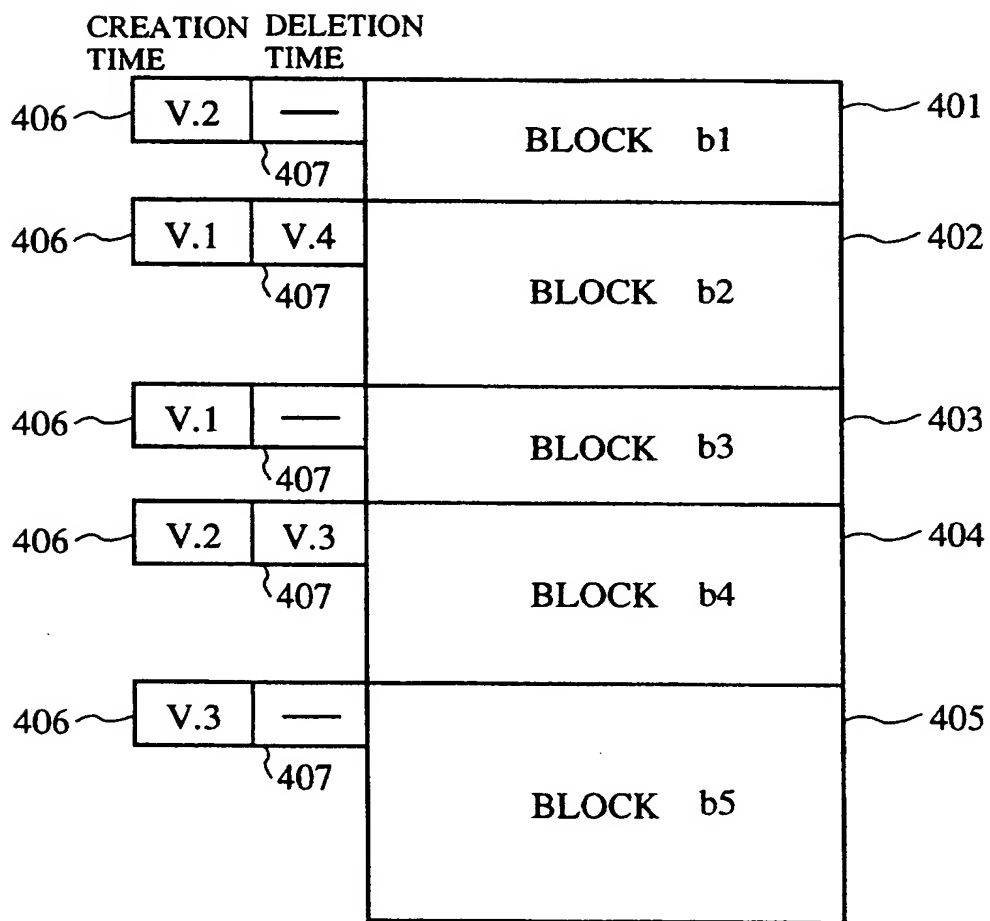 CREATION DELETION
TIME TIME
406 V.2 — 401
BLOCK b1
407
406 V.1 V.4 402
407
BLOCK b2
406 V.1 — 403
BLOCK b3
407
406 V.2 V.3 404
407
BLOCK b4
406 V.3 — 405
407
BLOCK b5